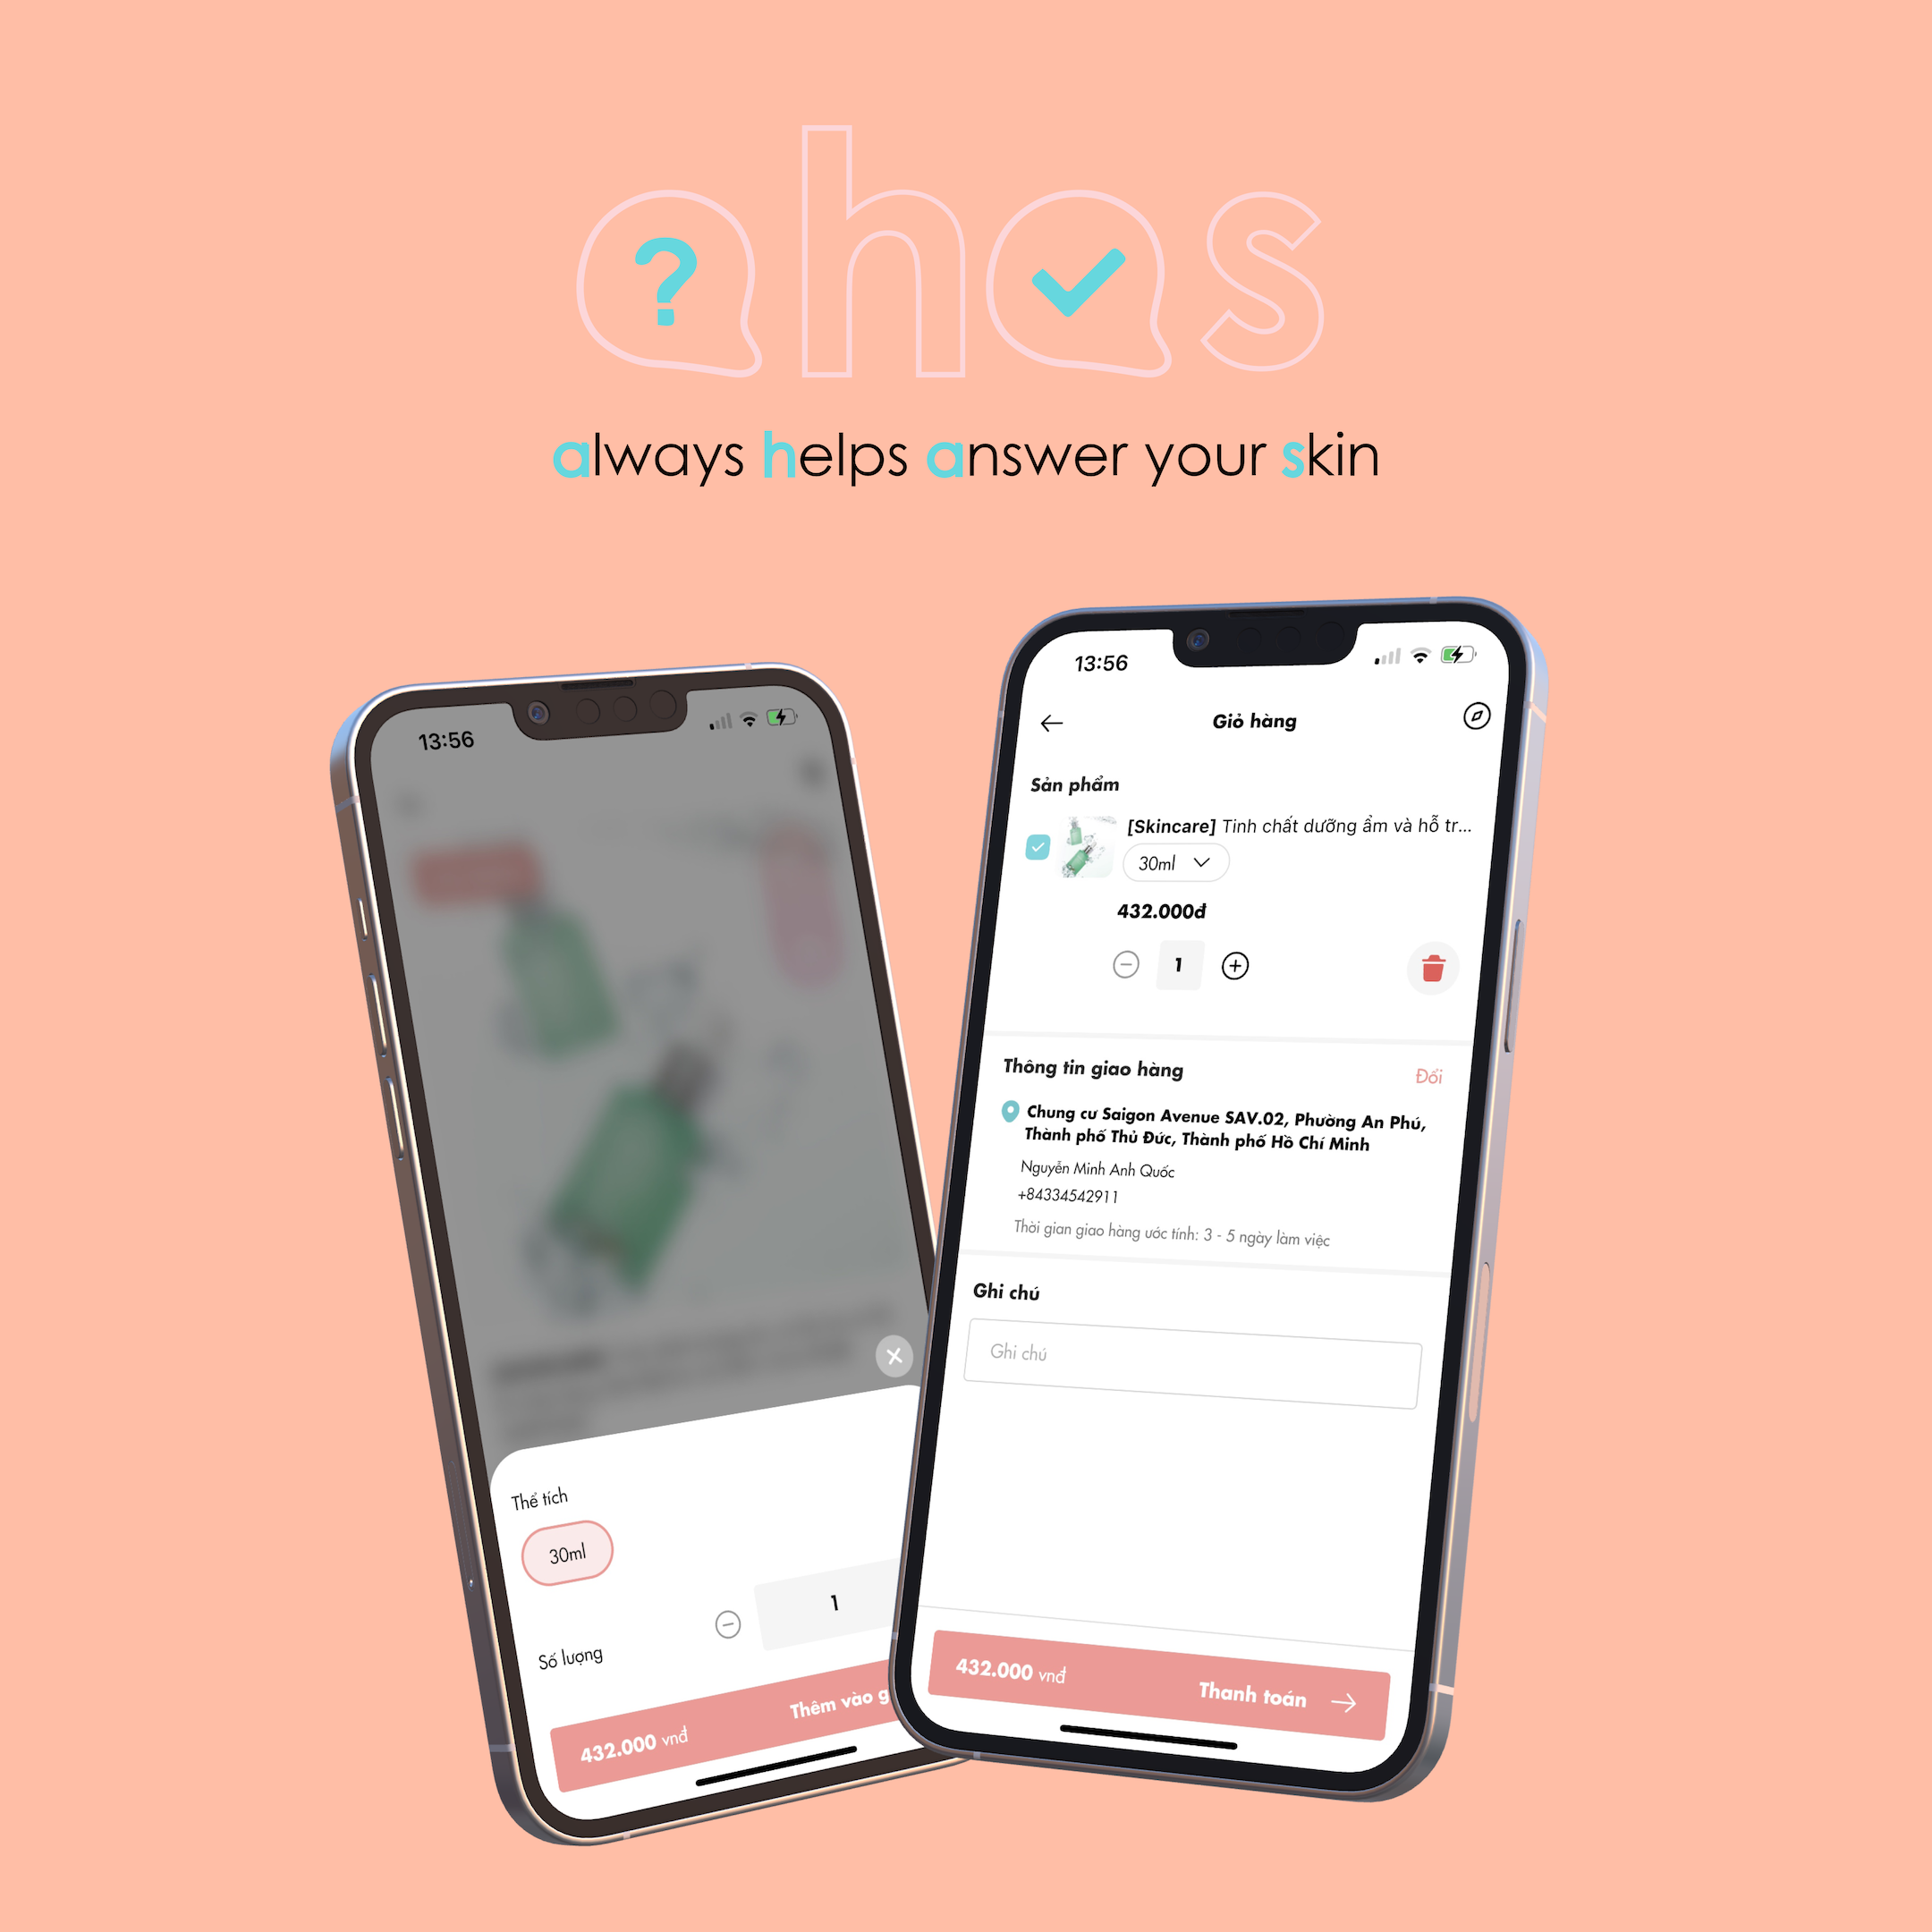 ahas
always helps answer your skin
13:56
Thể tích
30ml
Số lượng
1
432.000 vnđ Thêm vào g
13:56
Giỏ hàng
Sản phẩm
[Skincare] Tinh chất dưỡng ẩm và hỗ tr...
30ml
432.000đ
1
Thông tin giao hàng Đổi
Chung cư Saigon Avenue SAV.02, Phường An Phú,
Thành phố Thủ Đức, Thành phố Hồ Chí Minh
Nguyễn Minh Anh Quốc
+84334542911
Thời gian giao hàng ước tính: 3 - 5 ngày làm việc
Ghi chú
Ghi chú
432.000 vnđ Thanh toán